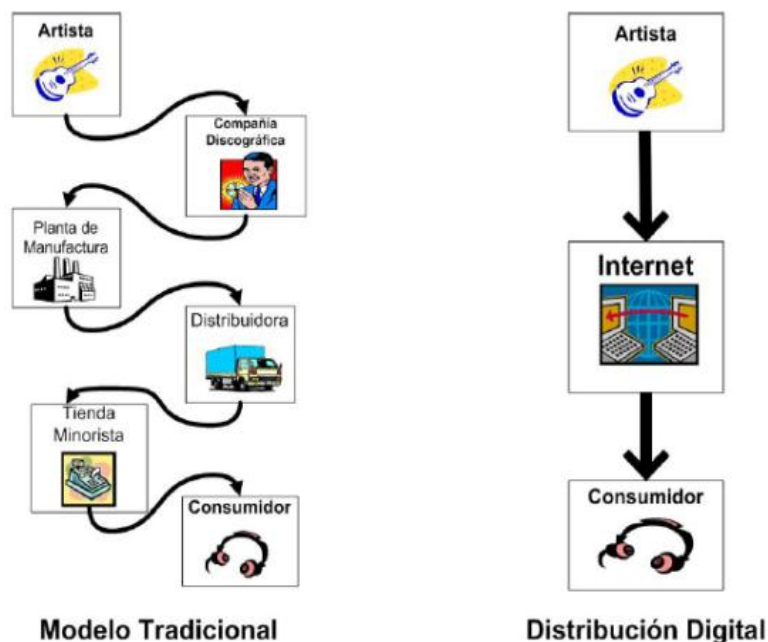 Artista
Compañía
Discográfica
Planta de
Manufactura
Distribuidora
Tienda
Minorista
Consumidor
Modelo Tradicional
Artista
Internet
Consumidor
Distribución Digital